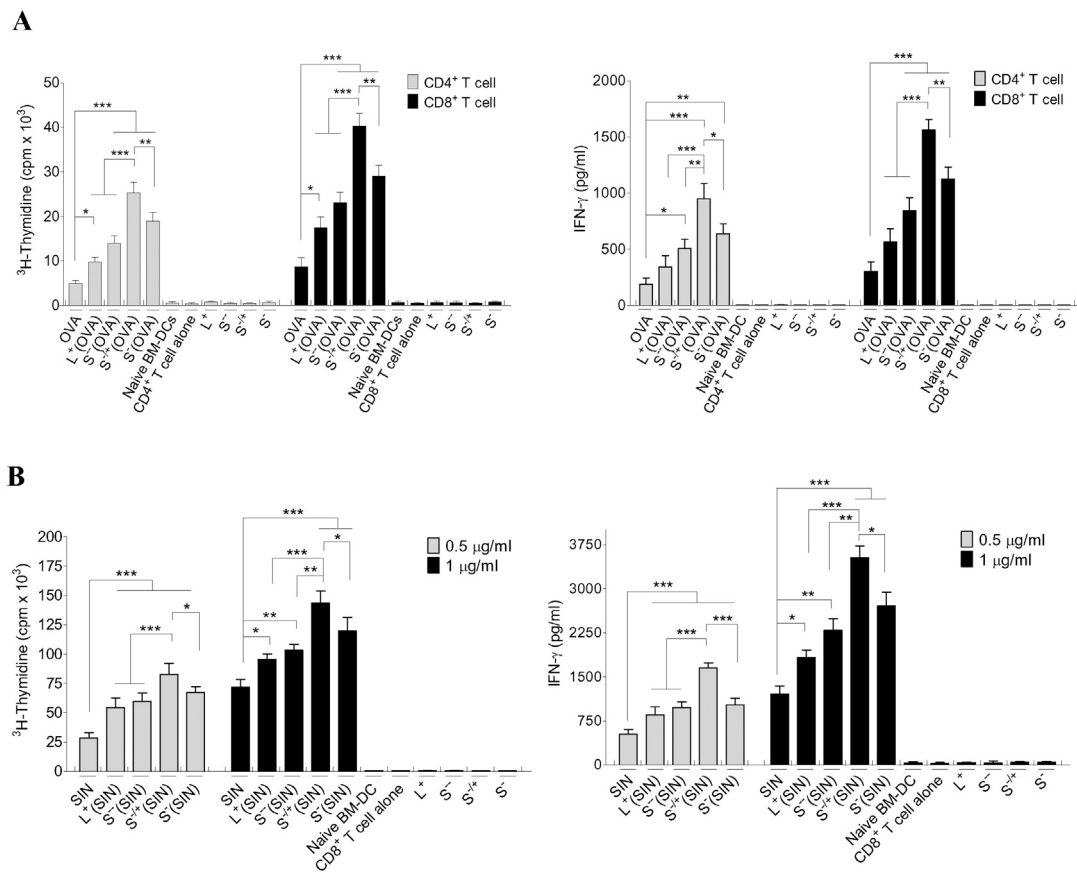 A
***
***
***
**
*
50
40
30
20
10
0
³H-Thymidine (cpm x 10³)
***
**
***
*
CD4⁺ T cell
CD8⁺ T cell
OVA
L⁺(OVA)
S⁻⁻(OVA)
S⁻/⁺(OVA)
S⁻(OVA)
Naive BM-DCs
CD4⁺ T cell alone
L⁺
S⁻⁻
S⁻/⁺
S⁻
OVA
L⁺(OVA)
S⁻⁻(OVA)
S⁻/⁺(OVA)
S⁻(OVA)
Naive BM-DCs
CD8⁺ T cell alone
L⁺
S⁻⁻
S⁻/⁺
S⁻
2000
1500
1000
500
0
IFN-γ (pg/ml)
**
***
*
***
**
*
***
**
***
CD4⁺ T cell
CD8⁺ T cell
OVA
L⁺(OVA)
S⁻⁻(OVA)
S⁻/⁺(OVA)
S⁻(OVA)
Naive BM-DC
CD4⁺ T cell alone
L⁺
S⁻⁻
S⁻/⁺
S⁻
OVA
L⁺(OVA)
S⁻⁻(OVA)
S⁻/⁺(OVA)
S⁻(OVA)
Naive BM-DC
CD8⁺ T cell alone
L⁺
S⁻⁻
S⁻/⁺
S⁻
B
200
175
150
125
100
75
50
25
0
³H-Thymidine (cpm x 10³)
***
***
*
***
*
***
**
**
*
0.5 μg/ml
1 μg/ml
SIN
L⁺(SIN)
S⁻⁻(SIN)
S⁻/⁺(SIN)
S⁻(SIN)
SIN
L⁺(SIN)
S⁻⁻(SIN)
S⁻/⁺(SIN)
S⁻(SIN)
Naive BM-DC
CD8⁺ T cell alone
L⁺
S⁻⁻
S⁻/⁺
S⁻
3750
3000
2250
1500
750
0
IFN-γ (pg/ml)
***
***
***
***
***
**
*
**
*
0.5 μg/ml
1 μg/ml
SIN
L⁺(SIN)
S⁻⁻(SIN)
S⁻/⁺(SIN)
S⁻(SIN)
SIN
L⁺(SIN)
S⁻⁻(SIN)
S⁻/⁺(SIN)
S⁻(SIN)
Naive BM-DC
CD8⁺ T cell alone
L⁺
S⁻⁻
S⁻/⁺
S⁻